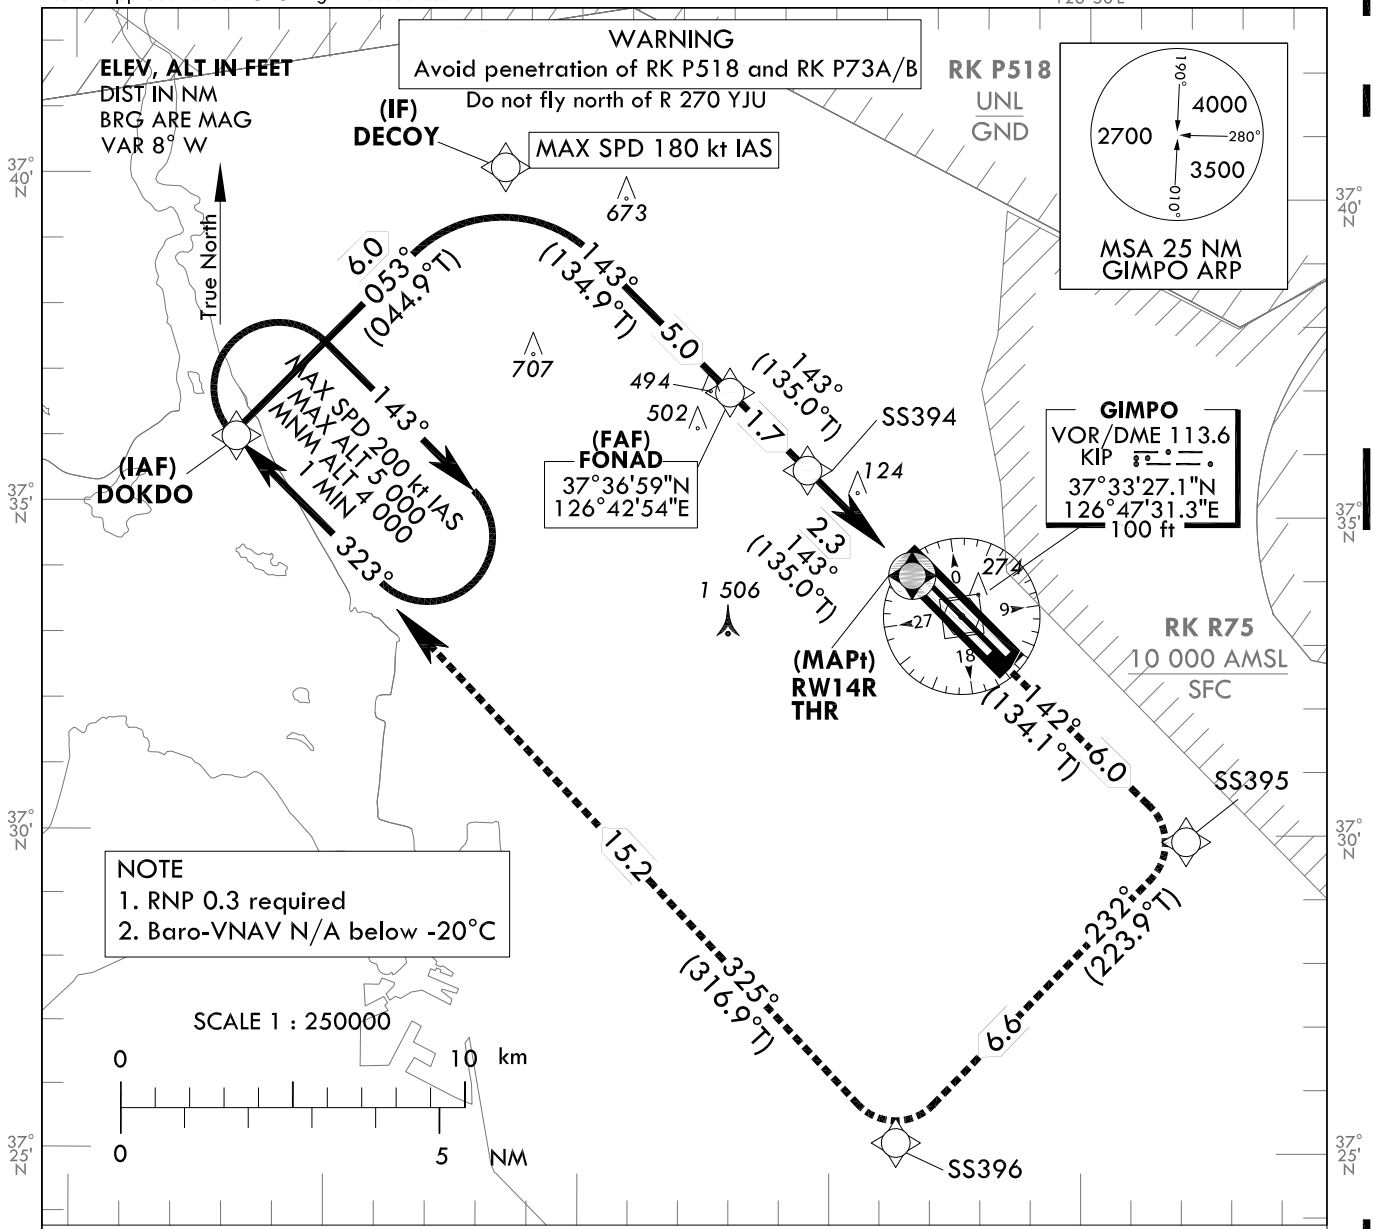 WARNING
Avoid penetration of RK P518 and RK P73A/B
Do not fly north of R 270 YJU
ELEV, ALT IN FEET
DIST IN NM
BRG ARE MAG
VAR 8° W
True North
(IF)
DECOY
MAX SPD 180 kt IAS
RK P518
UNL
GND
190°
4000
2700
280°
3500
010°
MSA 25 NM
GIMPO ARP
37°
40'
N
37°
40'
N
673
6.0
053°
(044.9°T)
143°
(134.9°T)
5.0
707
494
502
143°
(135.0°T)
1.7
SS394
124
MAX SPD 200 kt IAS
MAX ALT 5 000
MNM ALT 4 000
1 MIN
143°
323°
(IAF)
DOKDO
(FAF)
FONAD
37°36'59"N
126°42'54"E
GIMPO
VOR/DME 113.6
KIP
37°33'27.1"N
126°47'31.3"E
100 ft
37°
35'
N
37°
35'
N
2.3
143°
(135.0°T)
1 506
274
0
9
18
27
(MAPt)
RW14R
THR
RK R75
10 000 AMSL
SFC
142°
(134.1°T)
6.0
SS395
37°
30'
N
37°
30'
N
15.2
NOTE
1. RNP 0.3 required
2. Baro-VNAV N/A below -20°C
232°
(223.9°T)
325°
(316.9°T)
6.6
SCALE 1 : 250000
0
10 km
0
5
NM
SS396
37°
25'
N
37°
25'
N